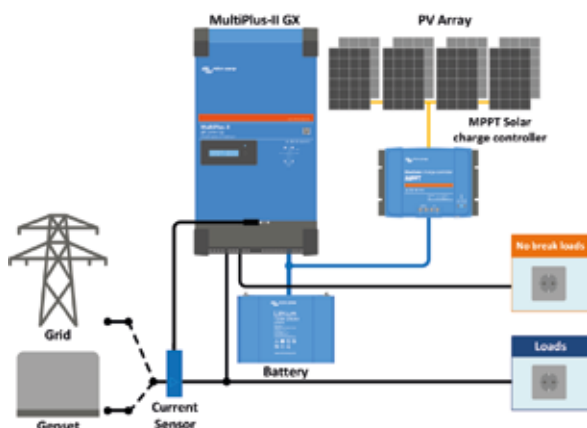 MultiPlus-II GX
PV Array
MPPT Solar
charge controller
No break loads
Grid
Genset
Current
Sensor
Battery
Loads